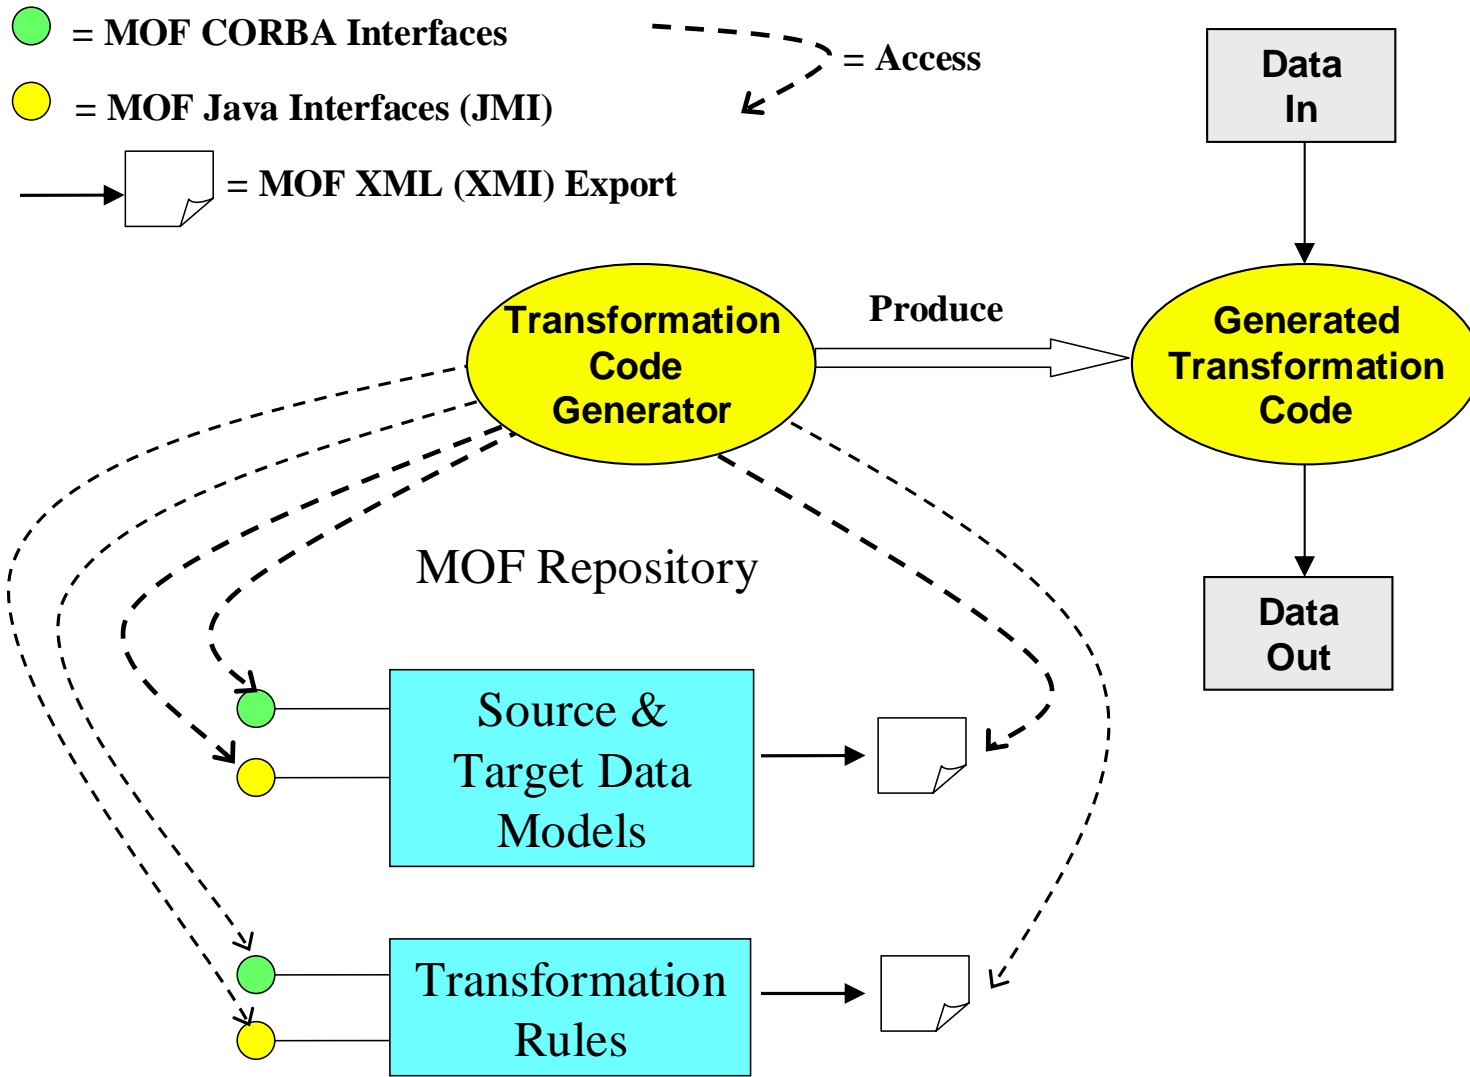 = MOF CORBA Interfaces
= Access
= MOF Java Interfaces (JMI)
= MOF XML (XMI) Export
Data
In
Transformation
Code
Generator
Produce
Generated
Transformation
Code
MOF Repository
Data
Out
Source &
Target Data
Models
Transformation
Rules